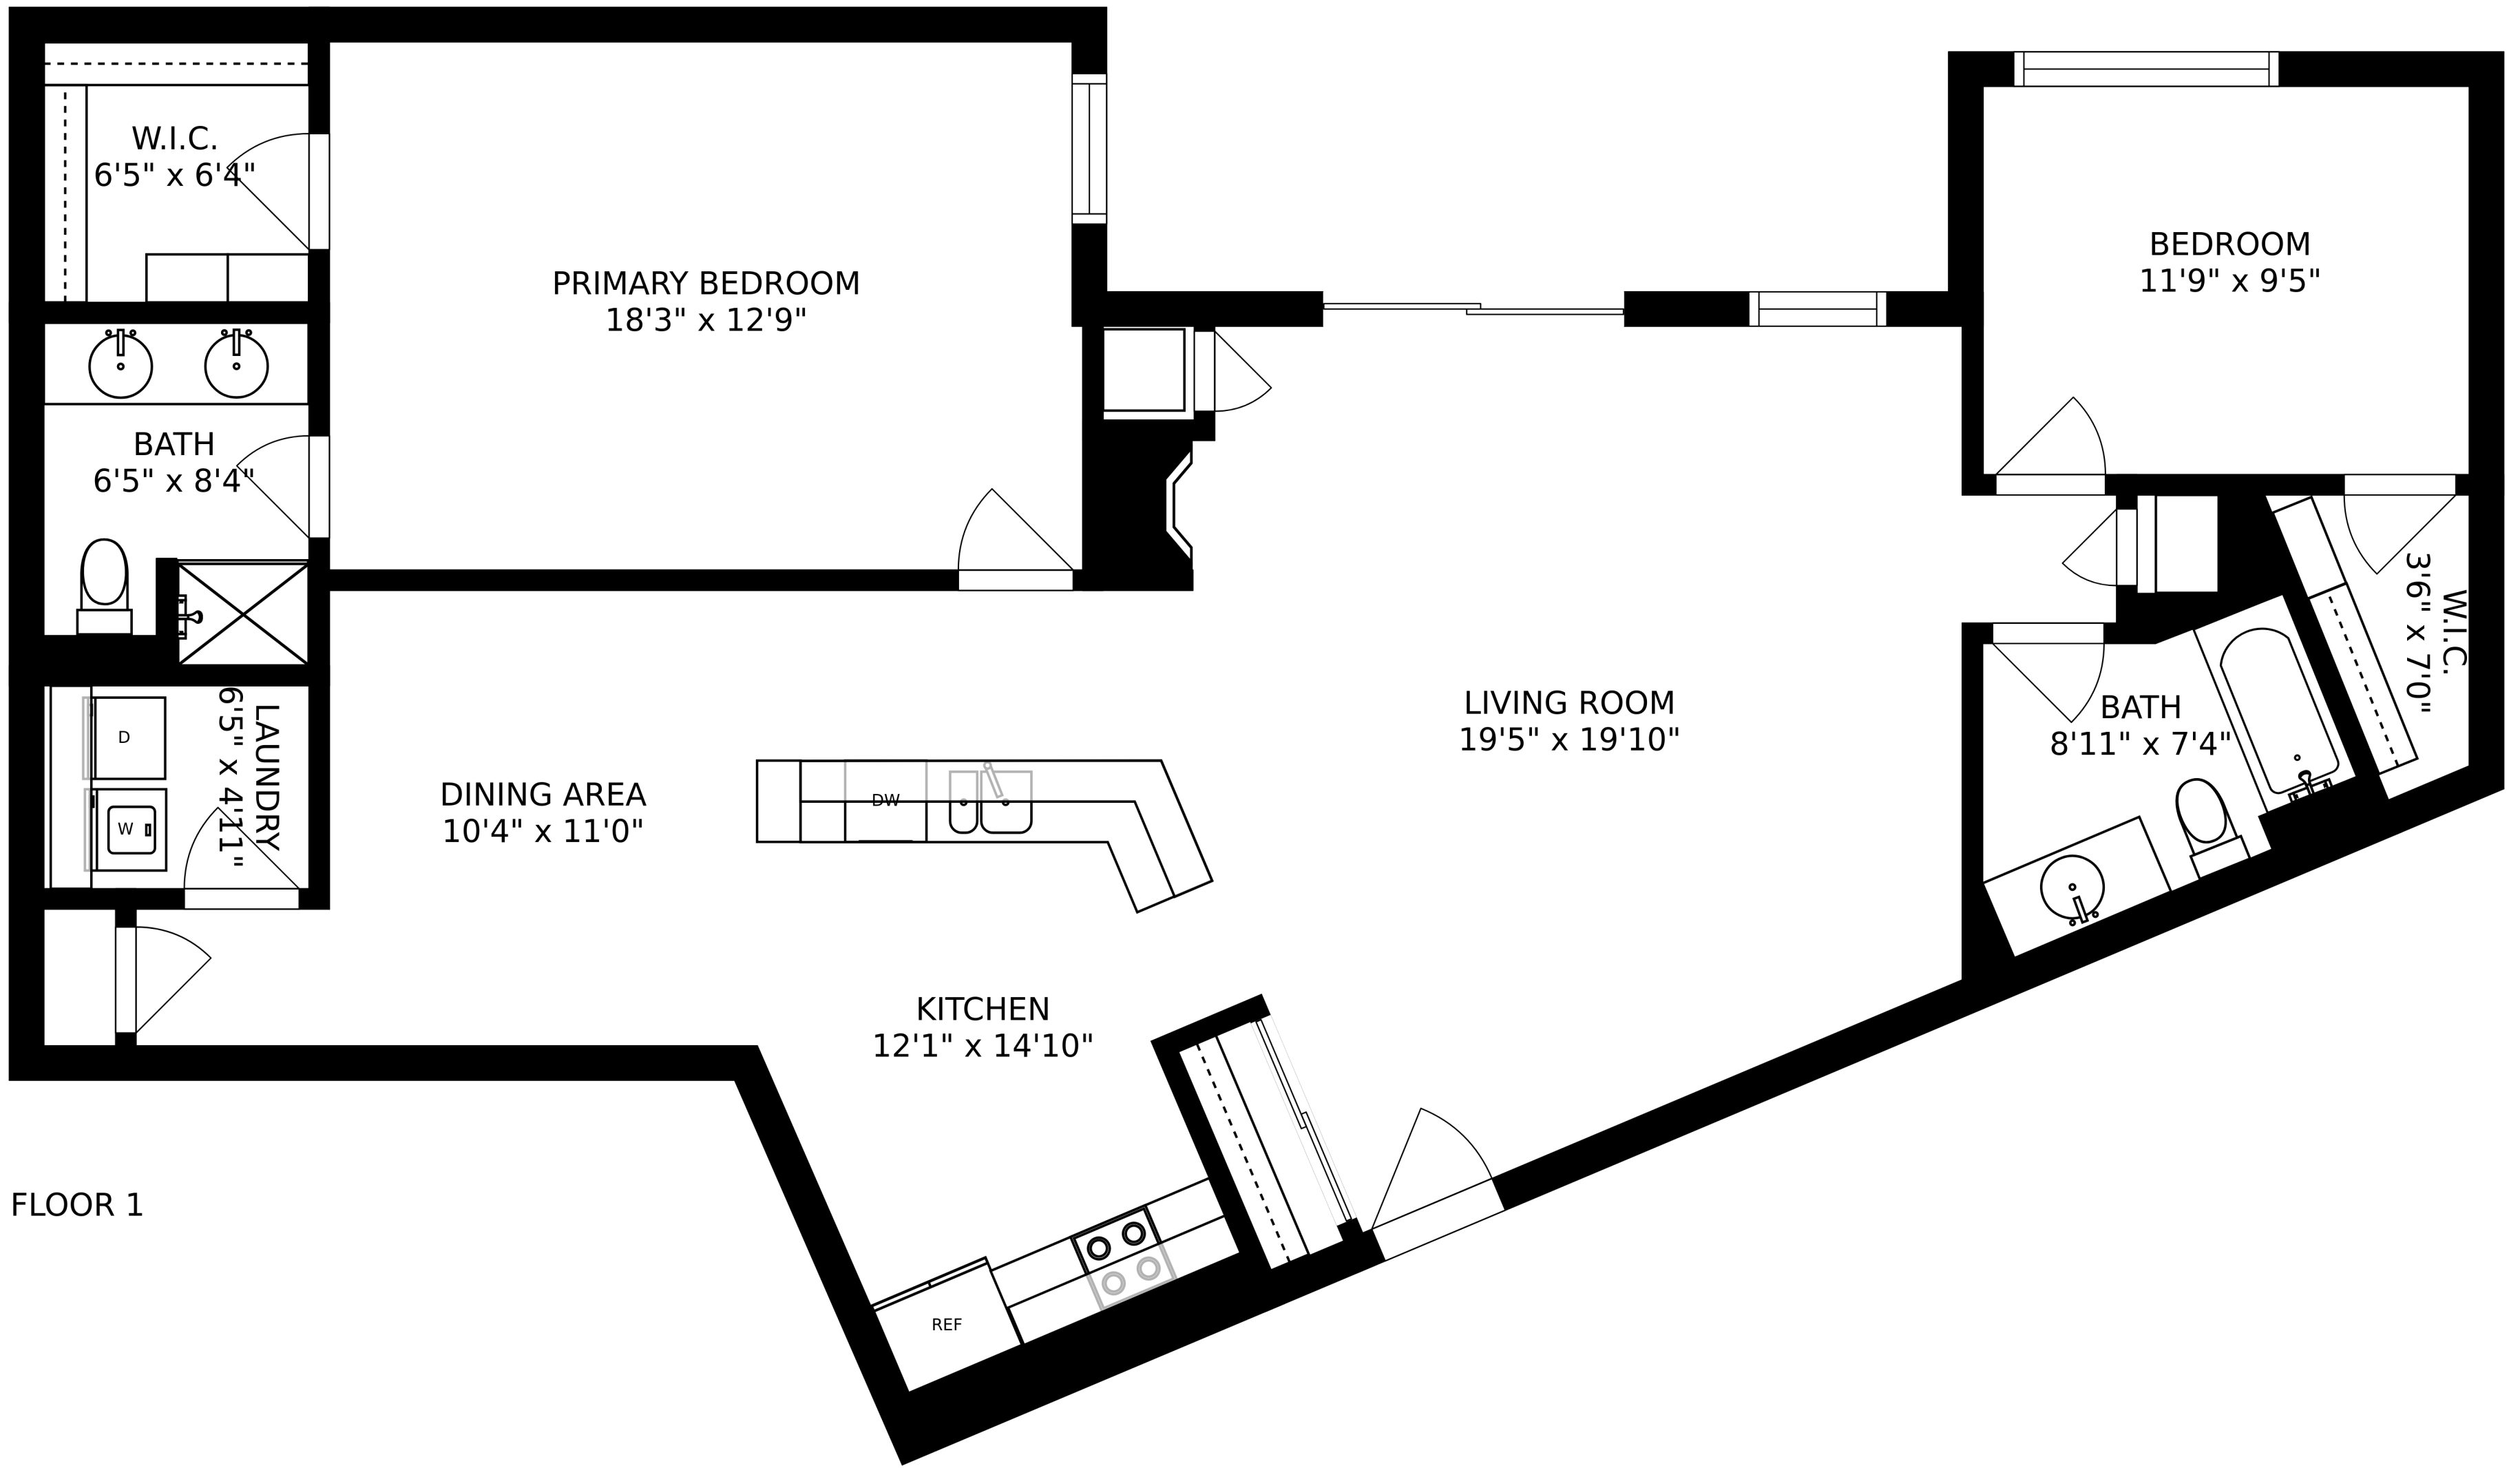 W.I.C.
6'5" x 6'4"
PRIMARY BEDROOM
18'3" x 12'9"
BEDROOM
11'9" x 9'5"
BATH
6'5" x 8'4"
W.I.C.
3'6" x 7'0"
LAUNDRY
6'5" x 4'11"
D
W
DINING AREA
10'4" x 11'0"
DW
LIVING ROOM
19'5" x 19'10"
BATH
8'11" x 7'4"
KITCHEN
12'1" x 14'10"
REF
FLOOR 1